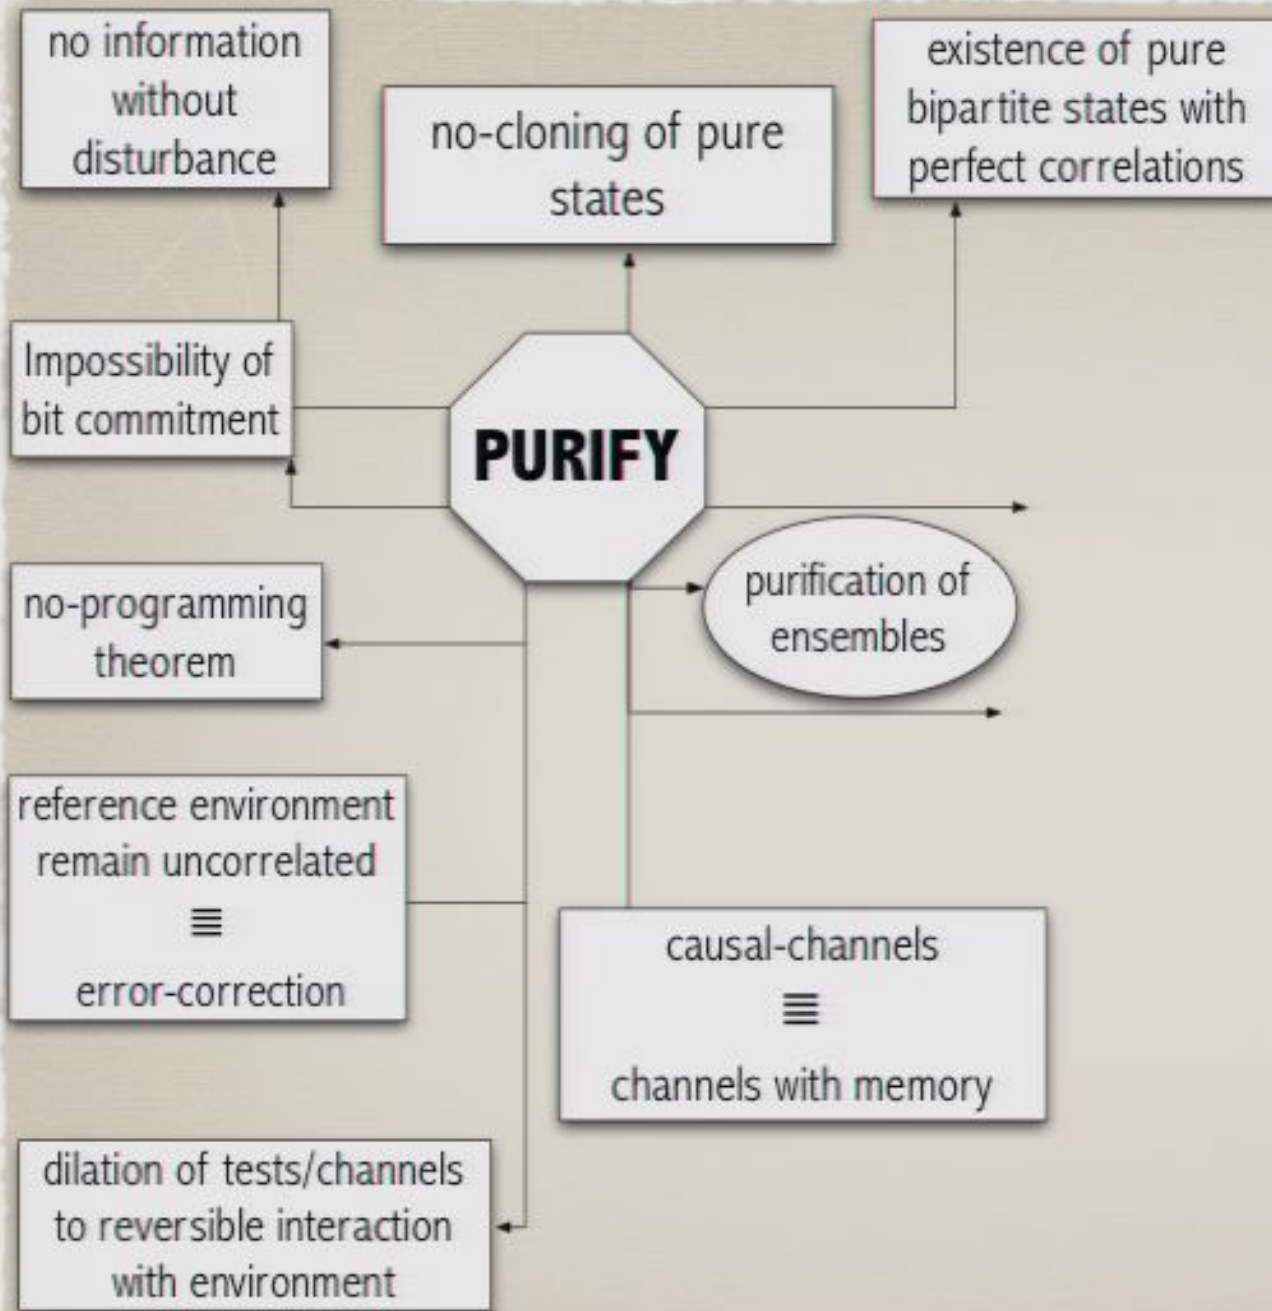 no information
without
disturbance
no-cloning of pure
states
existence of pure
bipartite states with
perfect correlations
Impossibility of
bit commitment
PURIFY
purification of
ensembles
no-programming
theorem
reference environment
remain uncorrelated
≣
error-correction
causal-channels
≣
channels with memory
dilation of tests/channels
to reversible interaction
with environment